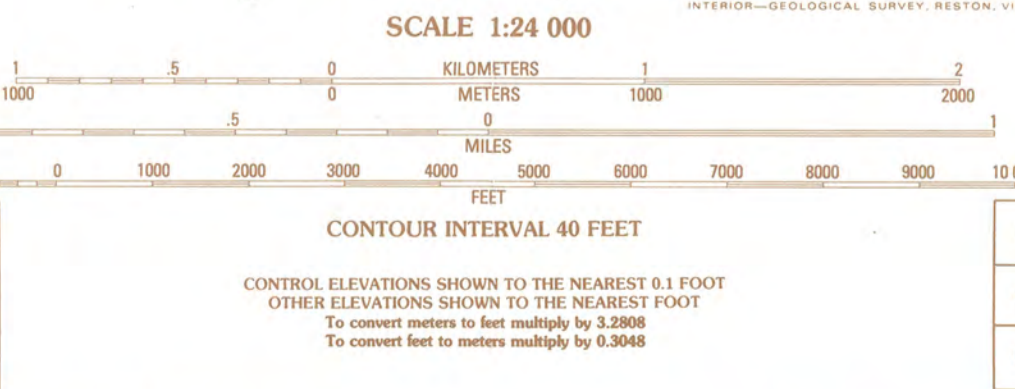 INTERIOR—GEOLOGICAL SURVEY, RESTON, VI
SCALE 1:24 000
1 .5 0 KILOMETERS 1 2
1000 0 METERS 1000 2000
.5 0 1
MILES
0 1000 2000 3000 4000 5000 6000 7000 8000 9000 10
FEET
CONTOUR INTERVAL 40 FEET
CONTROL ELEVATIONS SHOWN TO THE NEAREST 0.1 FOOT
OTHER ELEVATIONS SHOWN TO THE NEAREST FOOT
To convert meters to feet multiply by 3.2808
To convert feet to meters multiply by 0.3048